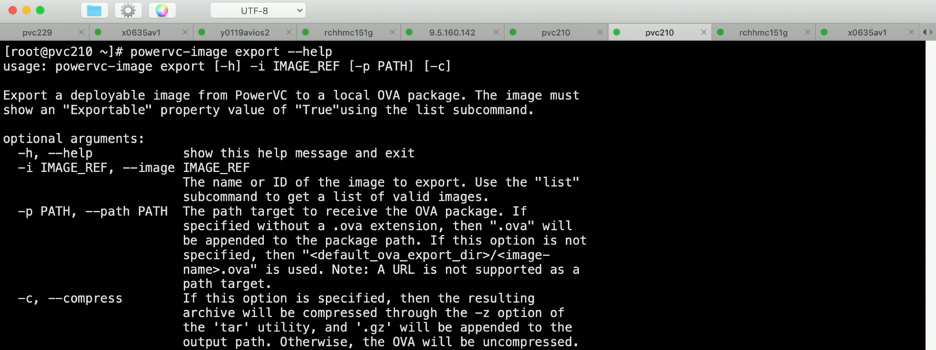 UTF-8
pvc229
x0635av1
y0119avios2
rchhmc151g
9.5.160.142
pvc210
pvc210
rchhmc151g
x0635av1
[root@pvc210 ~]# powervc-image export --help
usage: powervc-image export [-h] -i IMAGE_REF [-p PATH] [-c]
Export a deployable image from PowerVC to a local OVA package. The image must
show an "Exportable" property value of "True"using the list subcommand.
optional arguments:
-h, --help show this help message and exit
-i IMAGE_REF, --image IMAGE_REF
The name or ID of the image to export. Use the "list"
subcommand to get a list of valid images.
-p PATH, --path PATH The path target to receive the OVA package. If
specified without a .ova extension, then ".ova" will
be appended to the package path. If this option is not
specified, then "<default_ova_export_dir>/<image-
name>.ova" is used. Note: A URL is not supported as a
path target.
-c, --compress If this option is specified, then the resulting
archive will be compressed through the -z option of
the 'tar' utility, and '.gz' will be appended to the
output path. Otherwise, the OVA will be uncompressed.